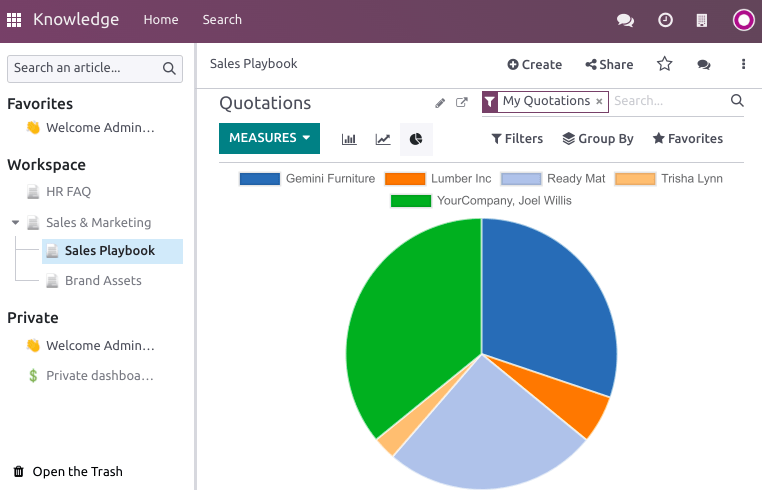 Knowledge Home Search
Search an article...
Favorites
Welcome Admin...
Workspace
HR FAQ
Sales & Marketing
Sales Playbook
Brand Assets
Private
Welcome Admin...
Private dashboa...
Open the Trash
Sales Playbook Create Share
Quotations My Quotations × Search...
MEASURES Filters Group By Favorites
Gemini Furniture Lumber Inc Ready Mat Trisha Lynn
YourCompany, Joel Willis